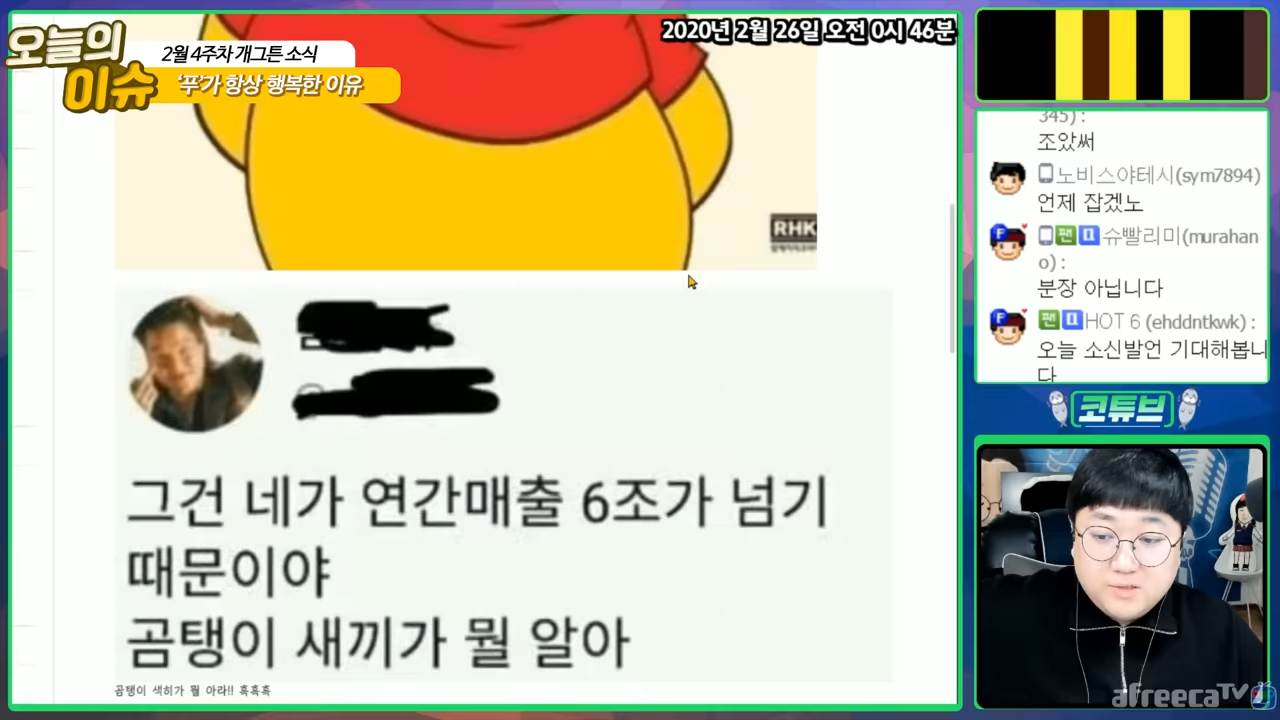 오늘의
이슈
2월 4주차 개그튼 소식
'푸'가 항상 행복한 이유
2020년 2월 26일 오전 0시 46분
RHK
그건 네가 연간매출 6조가 넘기
때문이야
곰탱이 새끼가 뭘 알아
곰탱이 색히가 뭘 아라!! 흑흑흑
345) :
조았써
노비스야테시(sym7894)
언제 잡겠노
팬 슈빨리미(murahan
o) :
분장 아닙니다
팬 HOT 6 (ehddntkwk) :
오늘 소신발언 기대해봅니
다
코튜브
afreecaTV